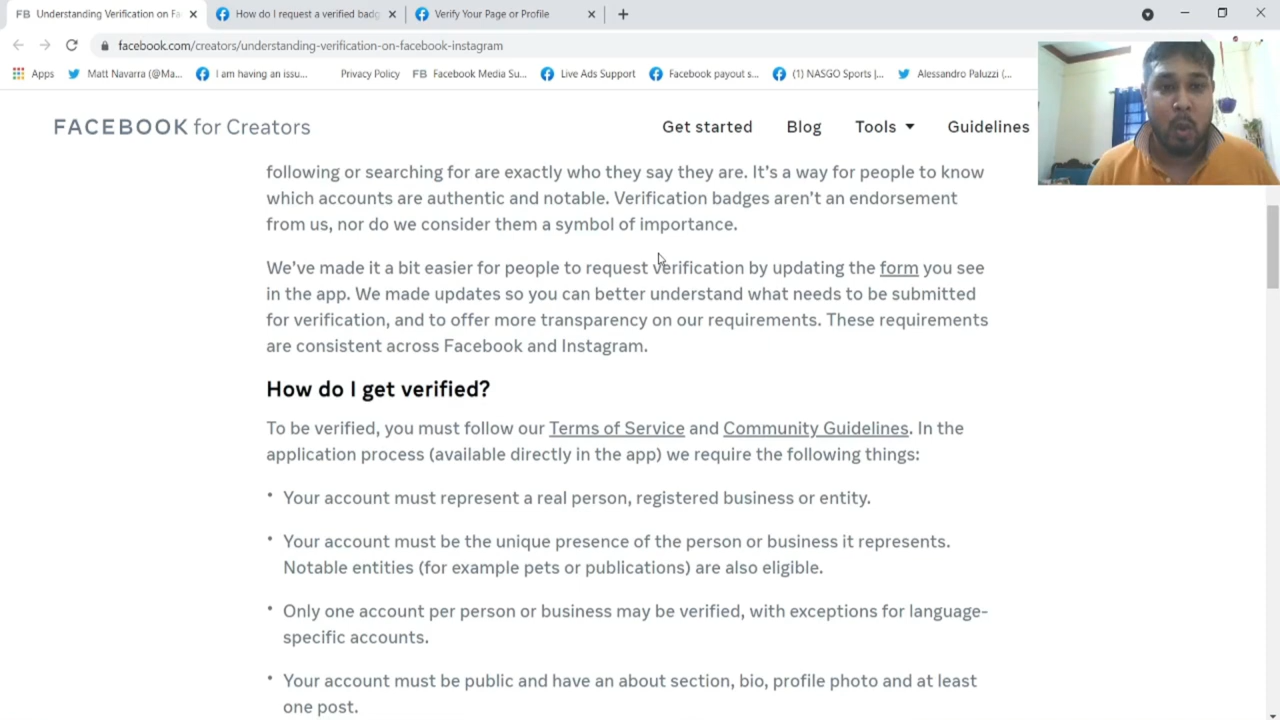 FB Understanding Verification on Fa
How do I request a verified badg
Verify Your Page or Profile
facebook.com/creators/understanding-verification-on-facebook-instagram
Apps
Matt Navarra (@Ma...
I am having an issu...
Privacy Policy
FB Facebook Media Su...
Live Ads Support
Facebook payout s...
(1) NASGO Sports |...
Alessandro Paluzzi (...
FACEBOOK for Creators
Get started
Blog
Tools
Guidelines
following or searching for are exactly who they say they are. It’s a way for people to know
which accounts are authentic and notable. Verification badges aren’t an endorsement
from us, nor do we consider them a symbol of importance.
We’ve made it a bit easier for people to request verification by updating the form you see
in the app. We made updates so you can better understand what needs to be submitted
for verification, and to offer more transparency on our requirements. These requirements
are consistent across Facebook and Instagram.
How do I get verified?
To be verified, you must follow our Terms of Service and Community Guidelines. In the
application process (available directly in the app) we require the following things:
• Your account must represent a real person, registered business or entity.
• Your account must be the unique presence of the person or business it represents.
Notable entities (for example pets or publications) are also eligible.
• Only one account per person or business may be verified, with exceptions for language-
specific accounts.
• Your account must be public and have an about section, bio, profile photo and at least
one post.